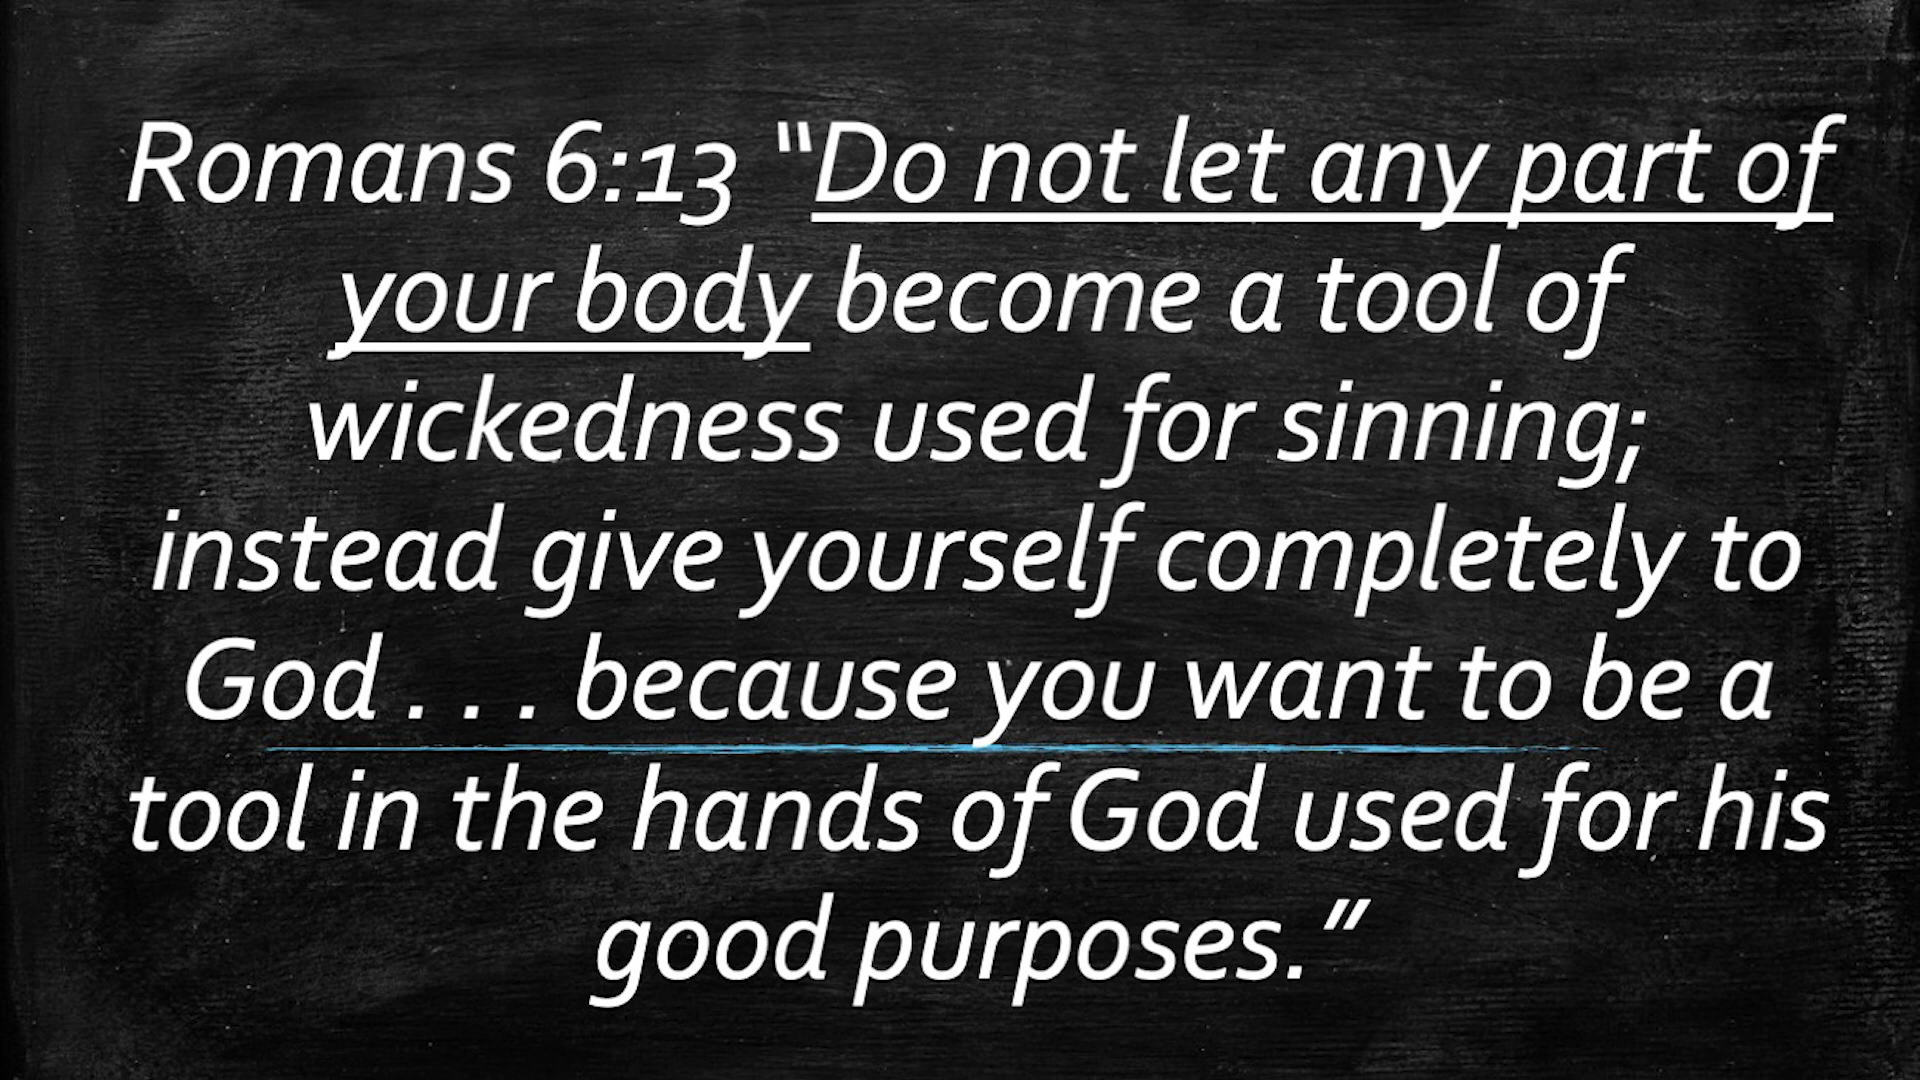 Romans 6:13 “Do not let any part of
your body become a tool of
wickedness used for sinning;
instead give yourself completely to
God . . . because you want to be a
tool in the hands of God used for his
good purposes.”